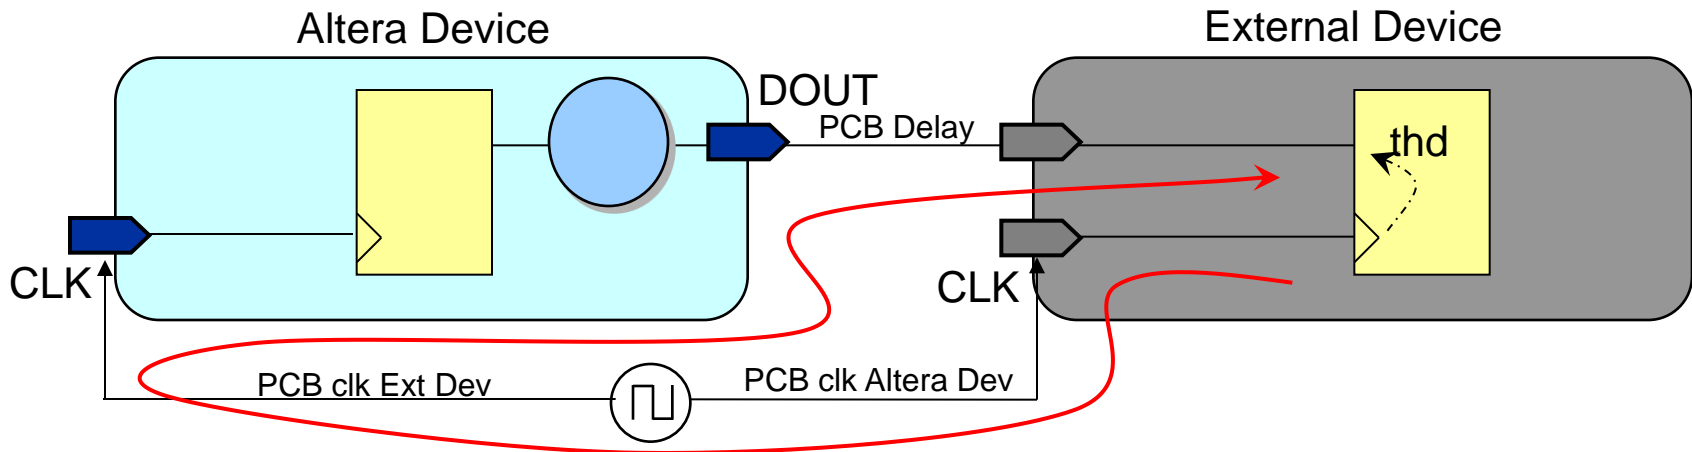 Altera Device
External Device
DOUT
PCB Delay
thd
CLK
CLK
PCB clk Ext Dev
PCB clk Altera Dev